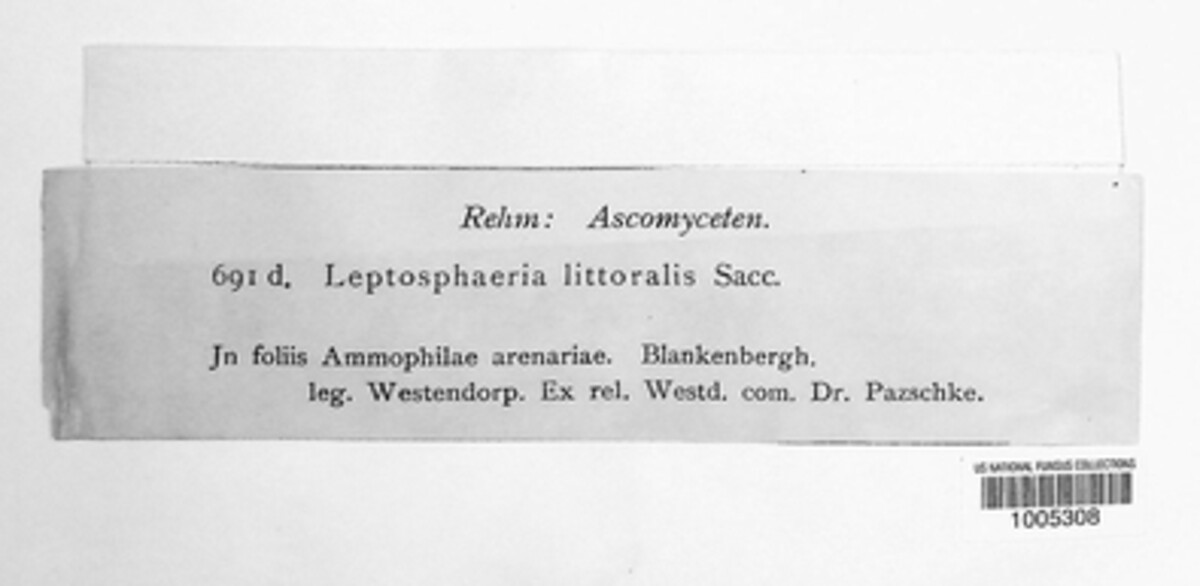 Rehm: Ascomyceten.
691 d. Leptosphaeria littoralis Sacc.
Jn foliis Ammophilae arenariae. Blankenbergh.
leg. Westendorp. Ex rel. Westd. com. Dr. Pazschke.
US NATIONAL FUNGUS COLLECTIONS
1005308